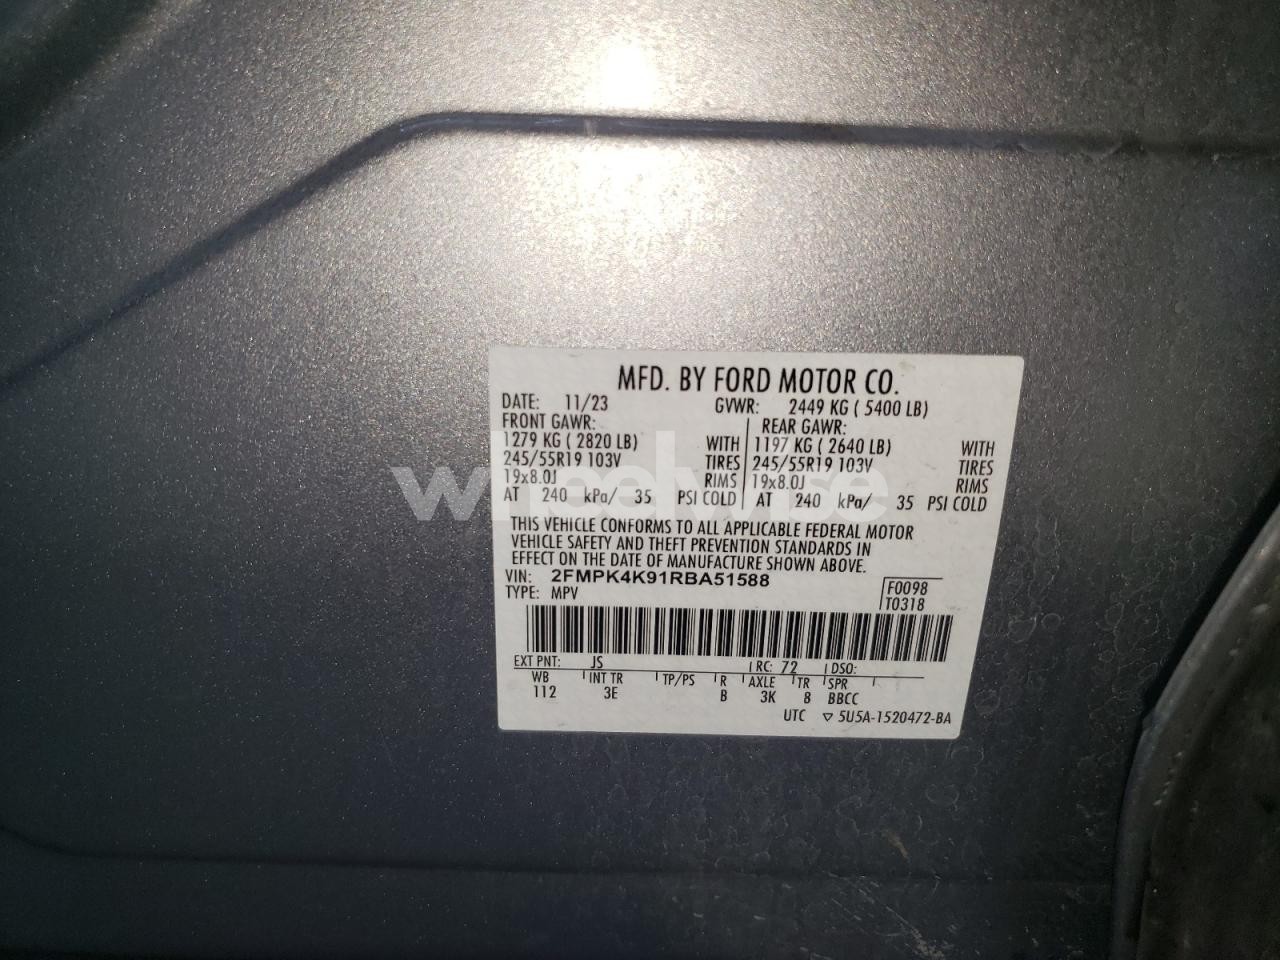 MFD. BY FORD MOTOR CO.
DATE: 11/23 GVWR: 2449 KG ( 5400 LB)
FRONT GAWR: REAR GAWR:
1279 KG ( 2820 LB) WITH 1197 KG ( 2640 LB) WITH
245/55R19 103V TIRES 245/55R19 103V TIRES
19x8.0J RIMS 19x8.0J RIMS
AT 240 kPa/ 35 PSI COLD AT 240 kPa/ 35 PSI COLD
wheelwise
THIS VEHICLE CONFORMS TO ALL APPLICABLE FEDERAL MOTOR
VEHICLE SAFETY AND THEFT PREVENTION STANDARDS IN
EFFECT ON THE DATE OF MANUFACTURE SHOWN ABOVE.
VIN: 2FMPK4K91RBA51588 F0098
TYPE: MPV T0318
EXT PNT: JS RC: 72 DSO:
WB INT TR TP/PS R AXLE TR SPR
112 3E B 3K 8 BBCC
UTC ▽ 5U5A-1520472-BA